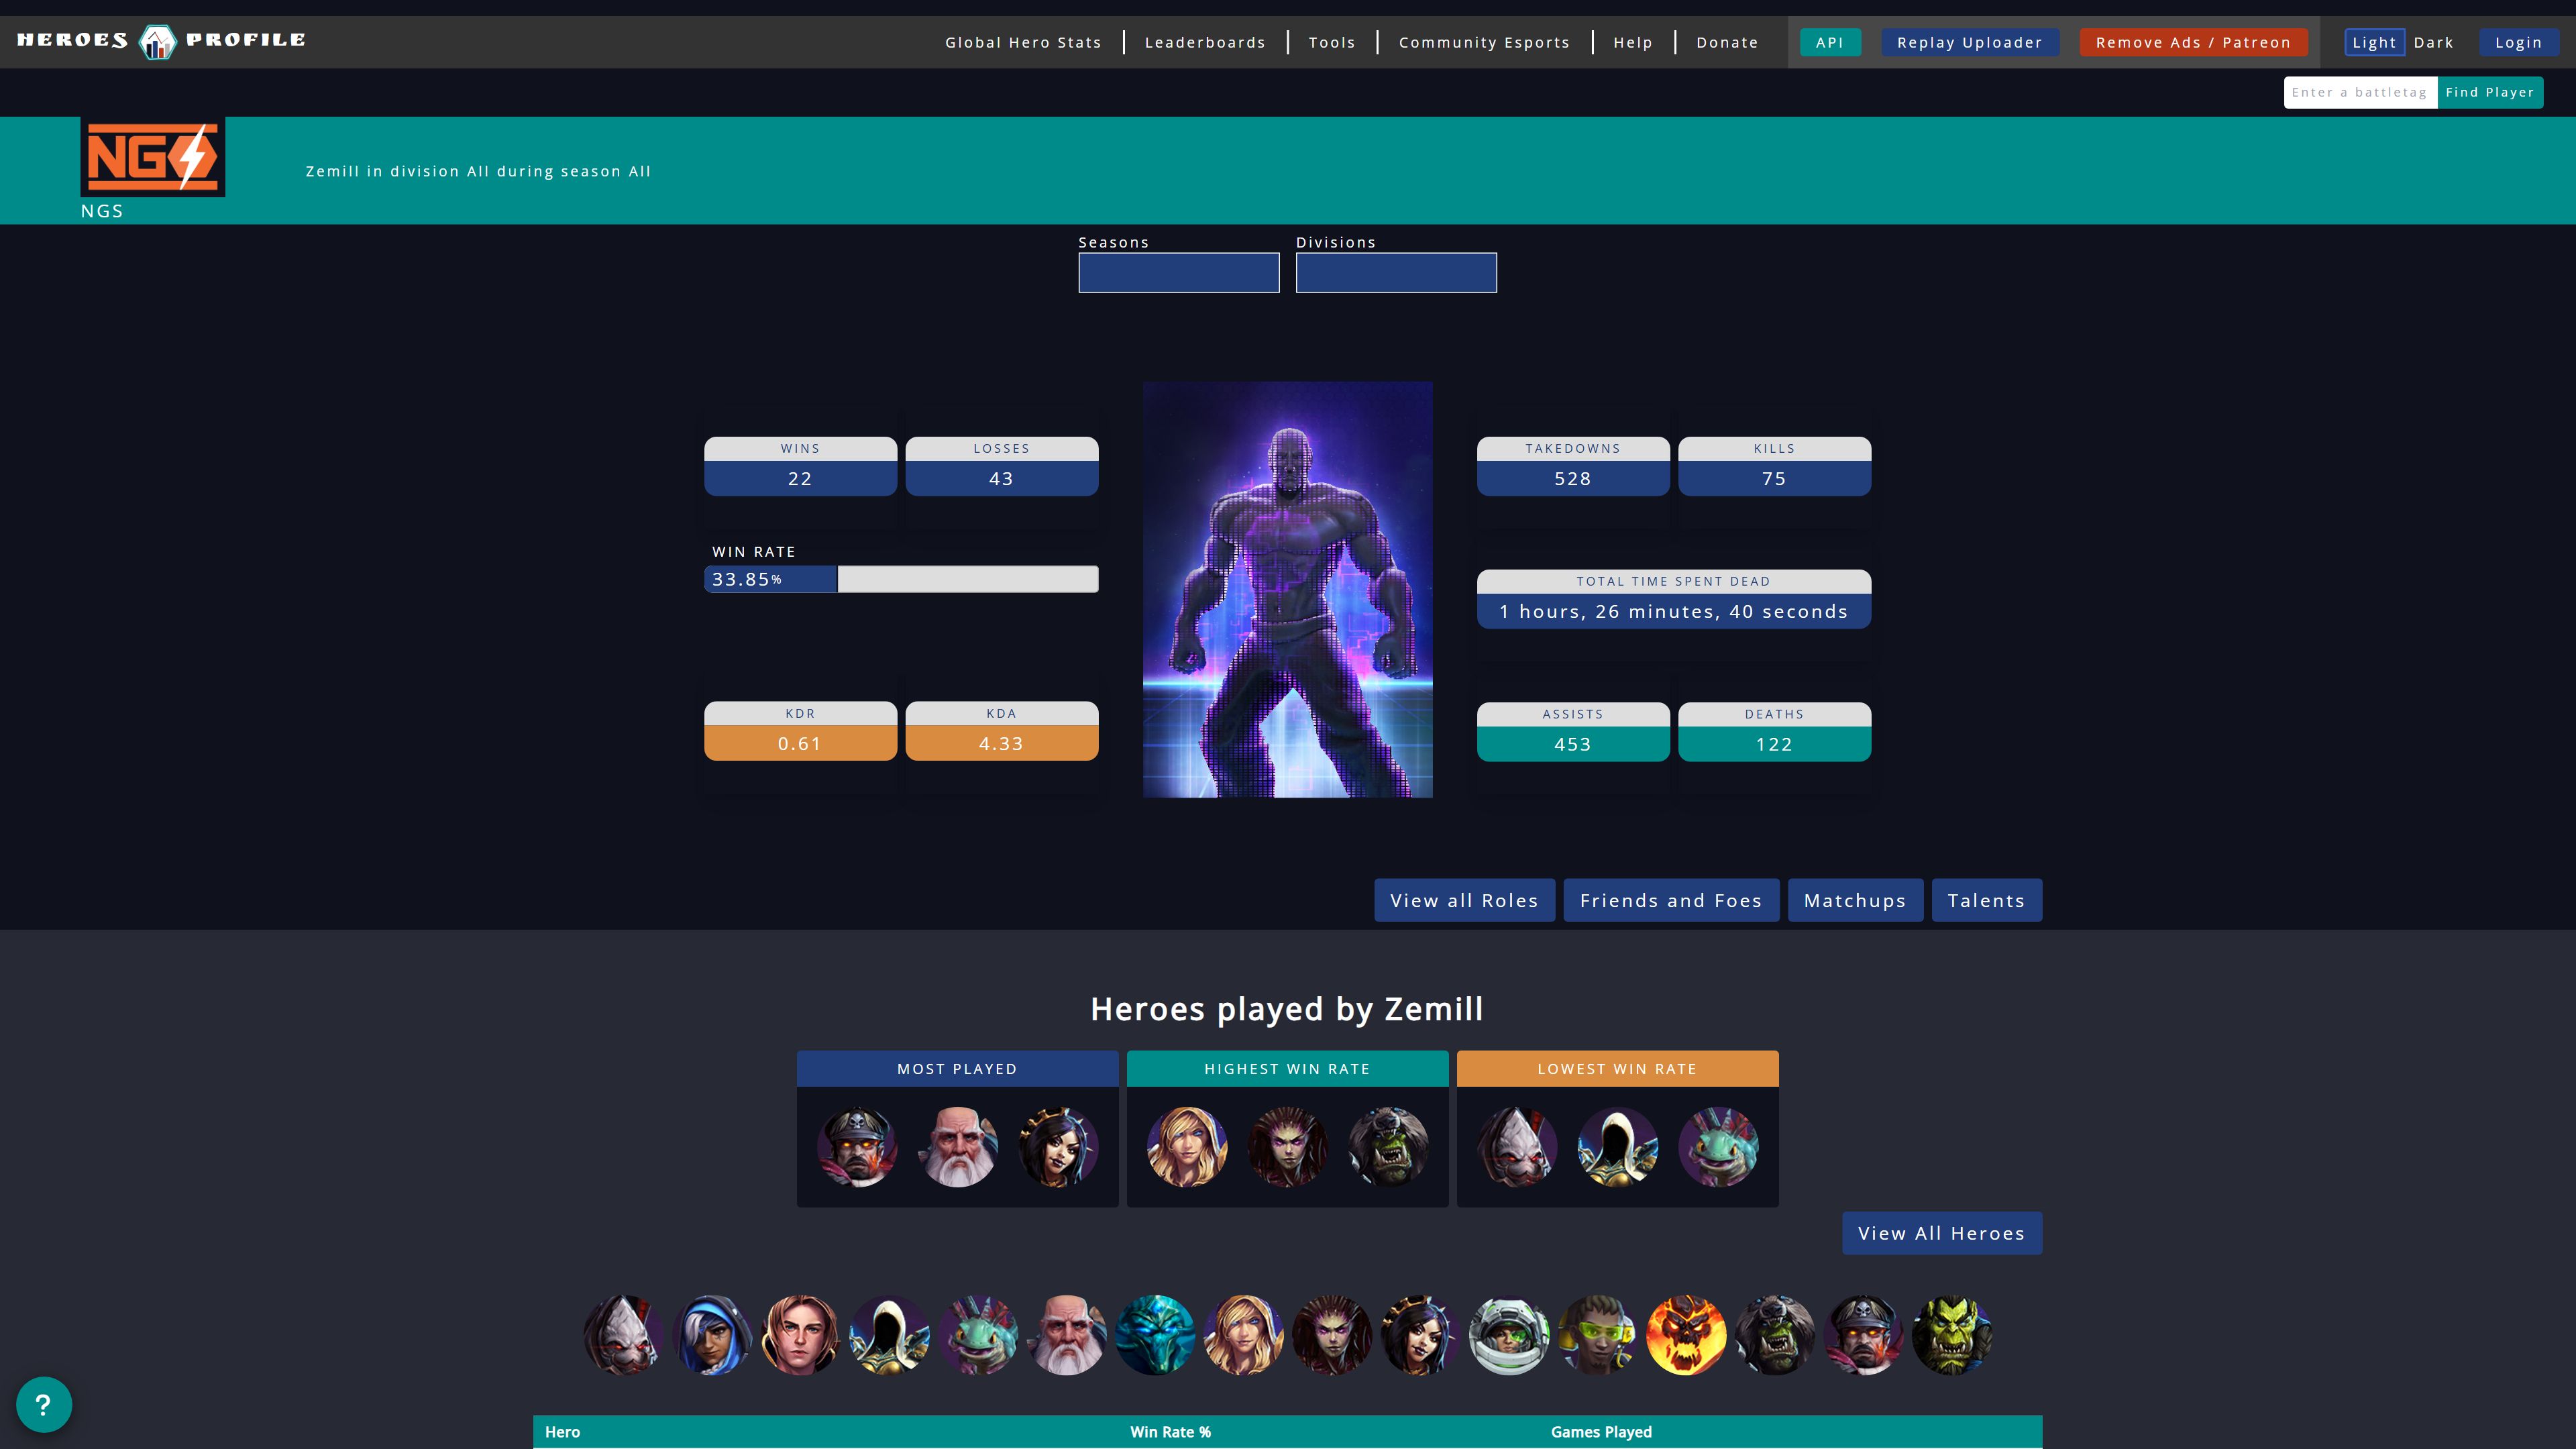 HEROES PROFILE
Global Hero Stats
Leaderboards
Tools
Community Esports
Help
Donate
API
Replay Uploader
Remove Ads / Patreon
Light
Dark
Login
Enter a battletag
Find Player
NGS
Zemill in division All during season All
NGS
Seasons
Divisions
WINS
22
LOSSES
43
WIN RATE
33.85%
KDR
0.61
KDA
4.33
TAKEDOWNS
528
KILLS
75
TOTAL TIME SPENT DEAD
1 hours, 26 minutes, 40 seconds
ASSISTS
453
DEATHS
122
View all Roles
Friends and Foes
Matchups
Talents
Heroes played by Zemill
MOST PLAYED
HIGHEST WIN RATE
LOWEST WIN RATE
View All Heroes
?
Hero
Win Rate %
Games Played